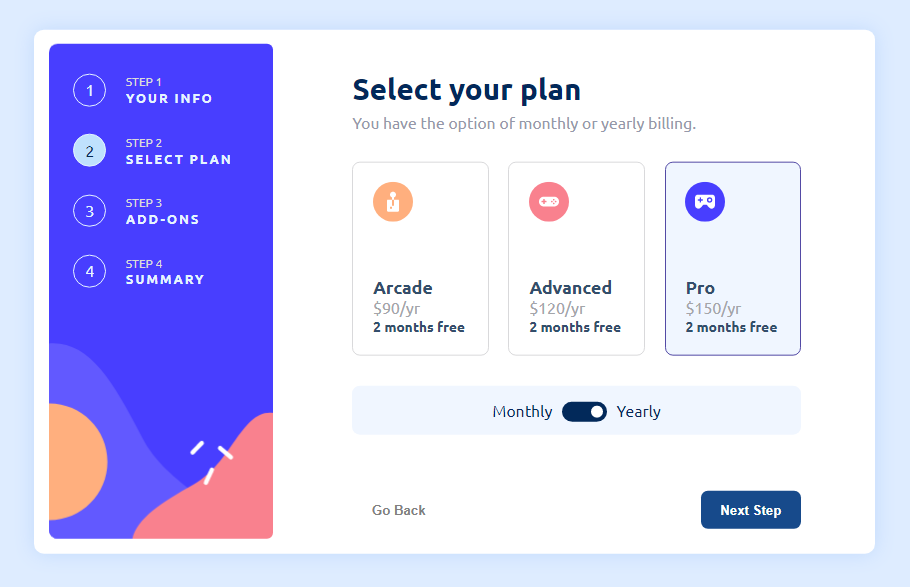 1
STEP 1
YOUR INFO
2
STEP 2
SELECT PLAN
3
STEP 3
ADD-ONS
4
STEP 4
SUMMARY
Select your plan
You have the option of monthly or yearly billing.
Arcade
$90/yr
2 months free
Advanced
$120/yr
2 months free
Pro
$150/yr
2 months free
Monthly Yearly
Go Back Next Step